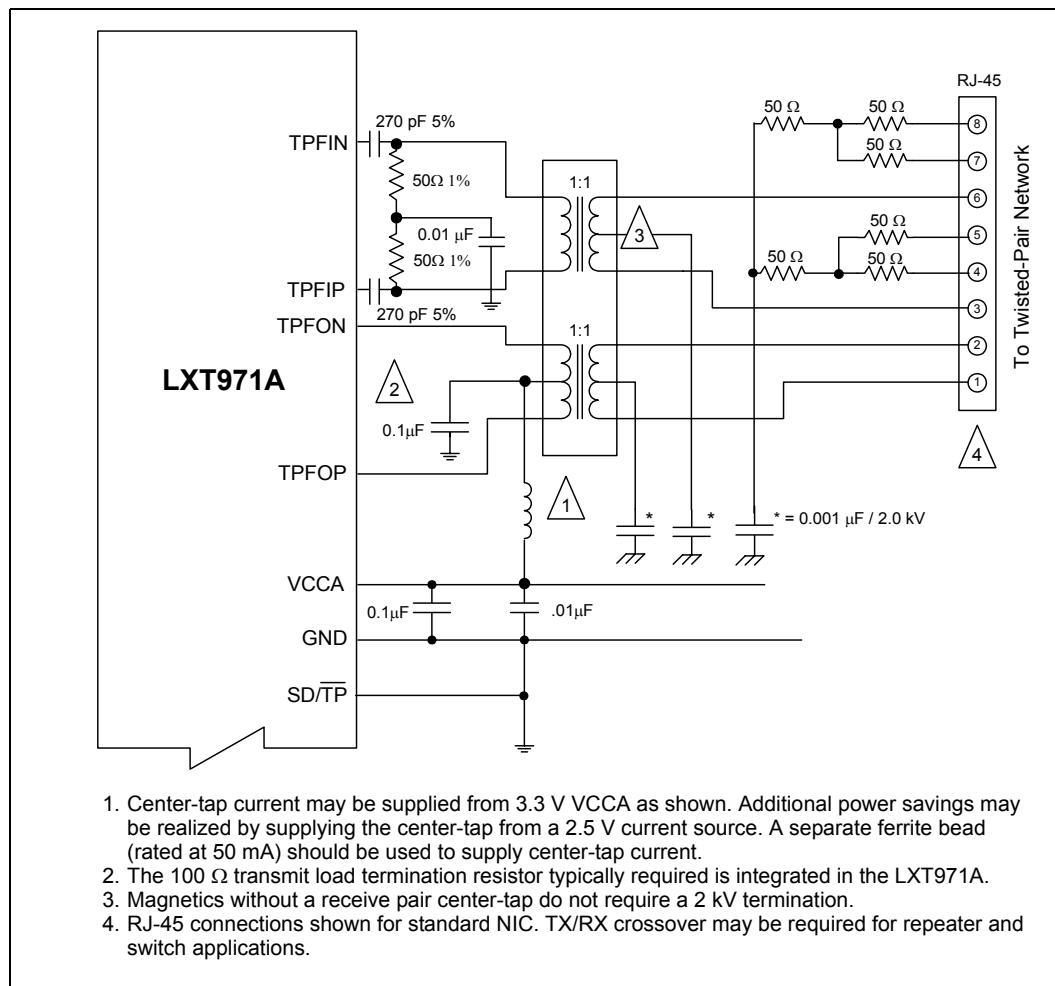 RJ-45
50 Ω
50 Ω
8
270 pF 5%
TPFIN
50 Ω
7
50Ω 1%
1:1
6
3
50 Ω
5
0.01 µF
50 Ω
50 Ω
4
50Ω 1%
TPFIP
3
270 pF 5%
TPFON
1:1
2
LXT971A
2
1
To Twisted-Pair Network
0.1µF
4
TPFOP
1
*
*
* = 0.001 µF / 2.0 kV
VCCA
0.1µF
.01µF
GND
SD/T̅P̅
1. Center-tap current may be supplied from 3.3 V VCCA as shown. Additional power savings may
be realized by supplying the center-tap from a 2.5 V current source. A separate ferrite bead
(rated at 50 mA) should be used to supply center-tap current.
2. The 100 Ω transmit load termination resistor typically required is integrated in the LXT971A.
3. Magnetics without a receive pair center-tap do not require a 2 kV termination.
4. RJ-45 connections shown for standard NIC. TX/RX crossover may be required for repeater and
switch applications.